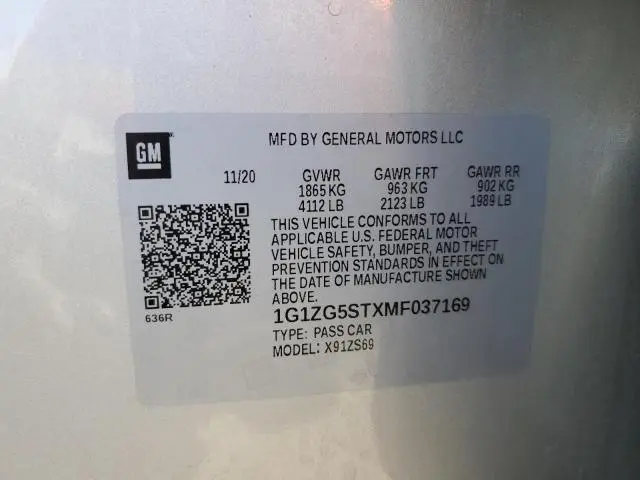 GM
MFD BY GENERAL MOTORS LLC
11/20 GVWR GAWR FRT GAWR RR
1865 KG 963 KG 902 KG
4112 LB 2123 LB 1989 LB
THIS VEHICLE CONFORMS TO ALL
APPLICABLE U.S. FEDERAL MOTOR
VEHICLE SAFETY, BUMPER, AND THEFT
PREVENTION STANDARDS IN EFFECT ON
THE DATE OF MANUFACTURE SHOWN
ABOVE.
636R
1G1ZG5STXMF037169
TYPE: PASS CAR
MODEL: X91ZS69